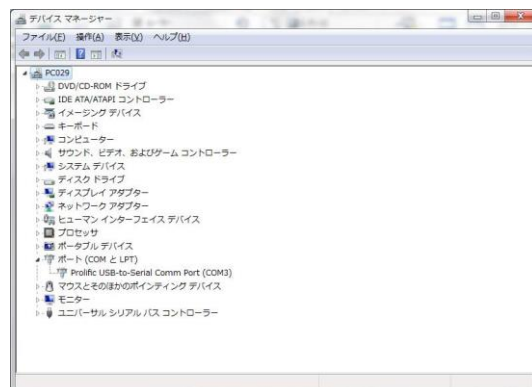 デバイス マネージャー
ファイル(F) 操作(A) 表示(V) ヘルプ(H)
PC029
DVD/CD-ROM ドライブ
IDE ATA/ATAPI コントローラー
イメージング デバイス
キーボード
コンピューター
サウンド、ビデオ、およびゲーム コントローラー
システム デバイス
ディスク ドライブ
ディスプレイ アダプター
ネットワーク アダプター
ヒューマン インターフェイス デバイス
プロセッサ
ポータブル デバイス
ポート (COM と LPT)
Prolific USB-to-Serial Comm Port (COM3)
マウスとそのほかのポインティング デバイス
モニター
ユニバーサル シリアル バス コントローラー